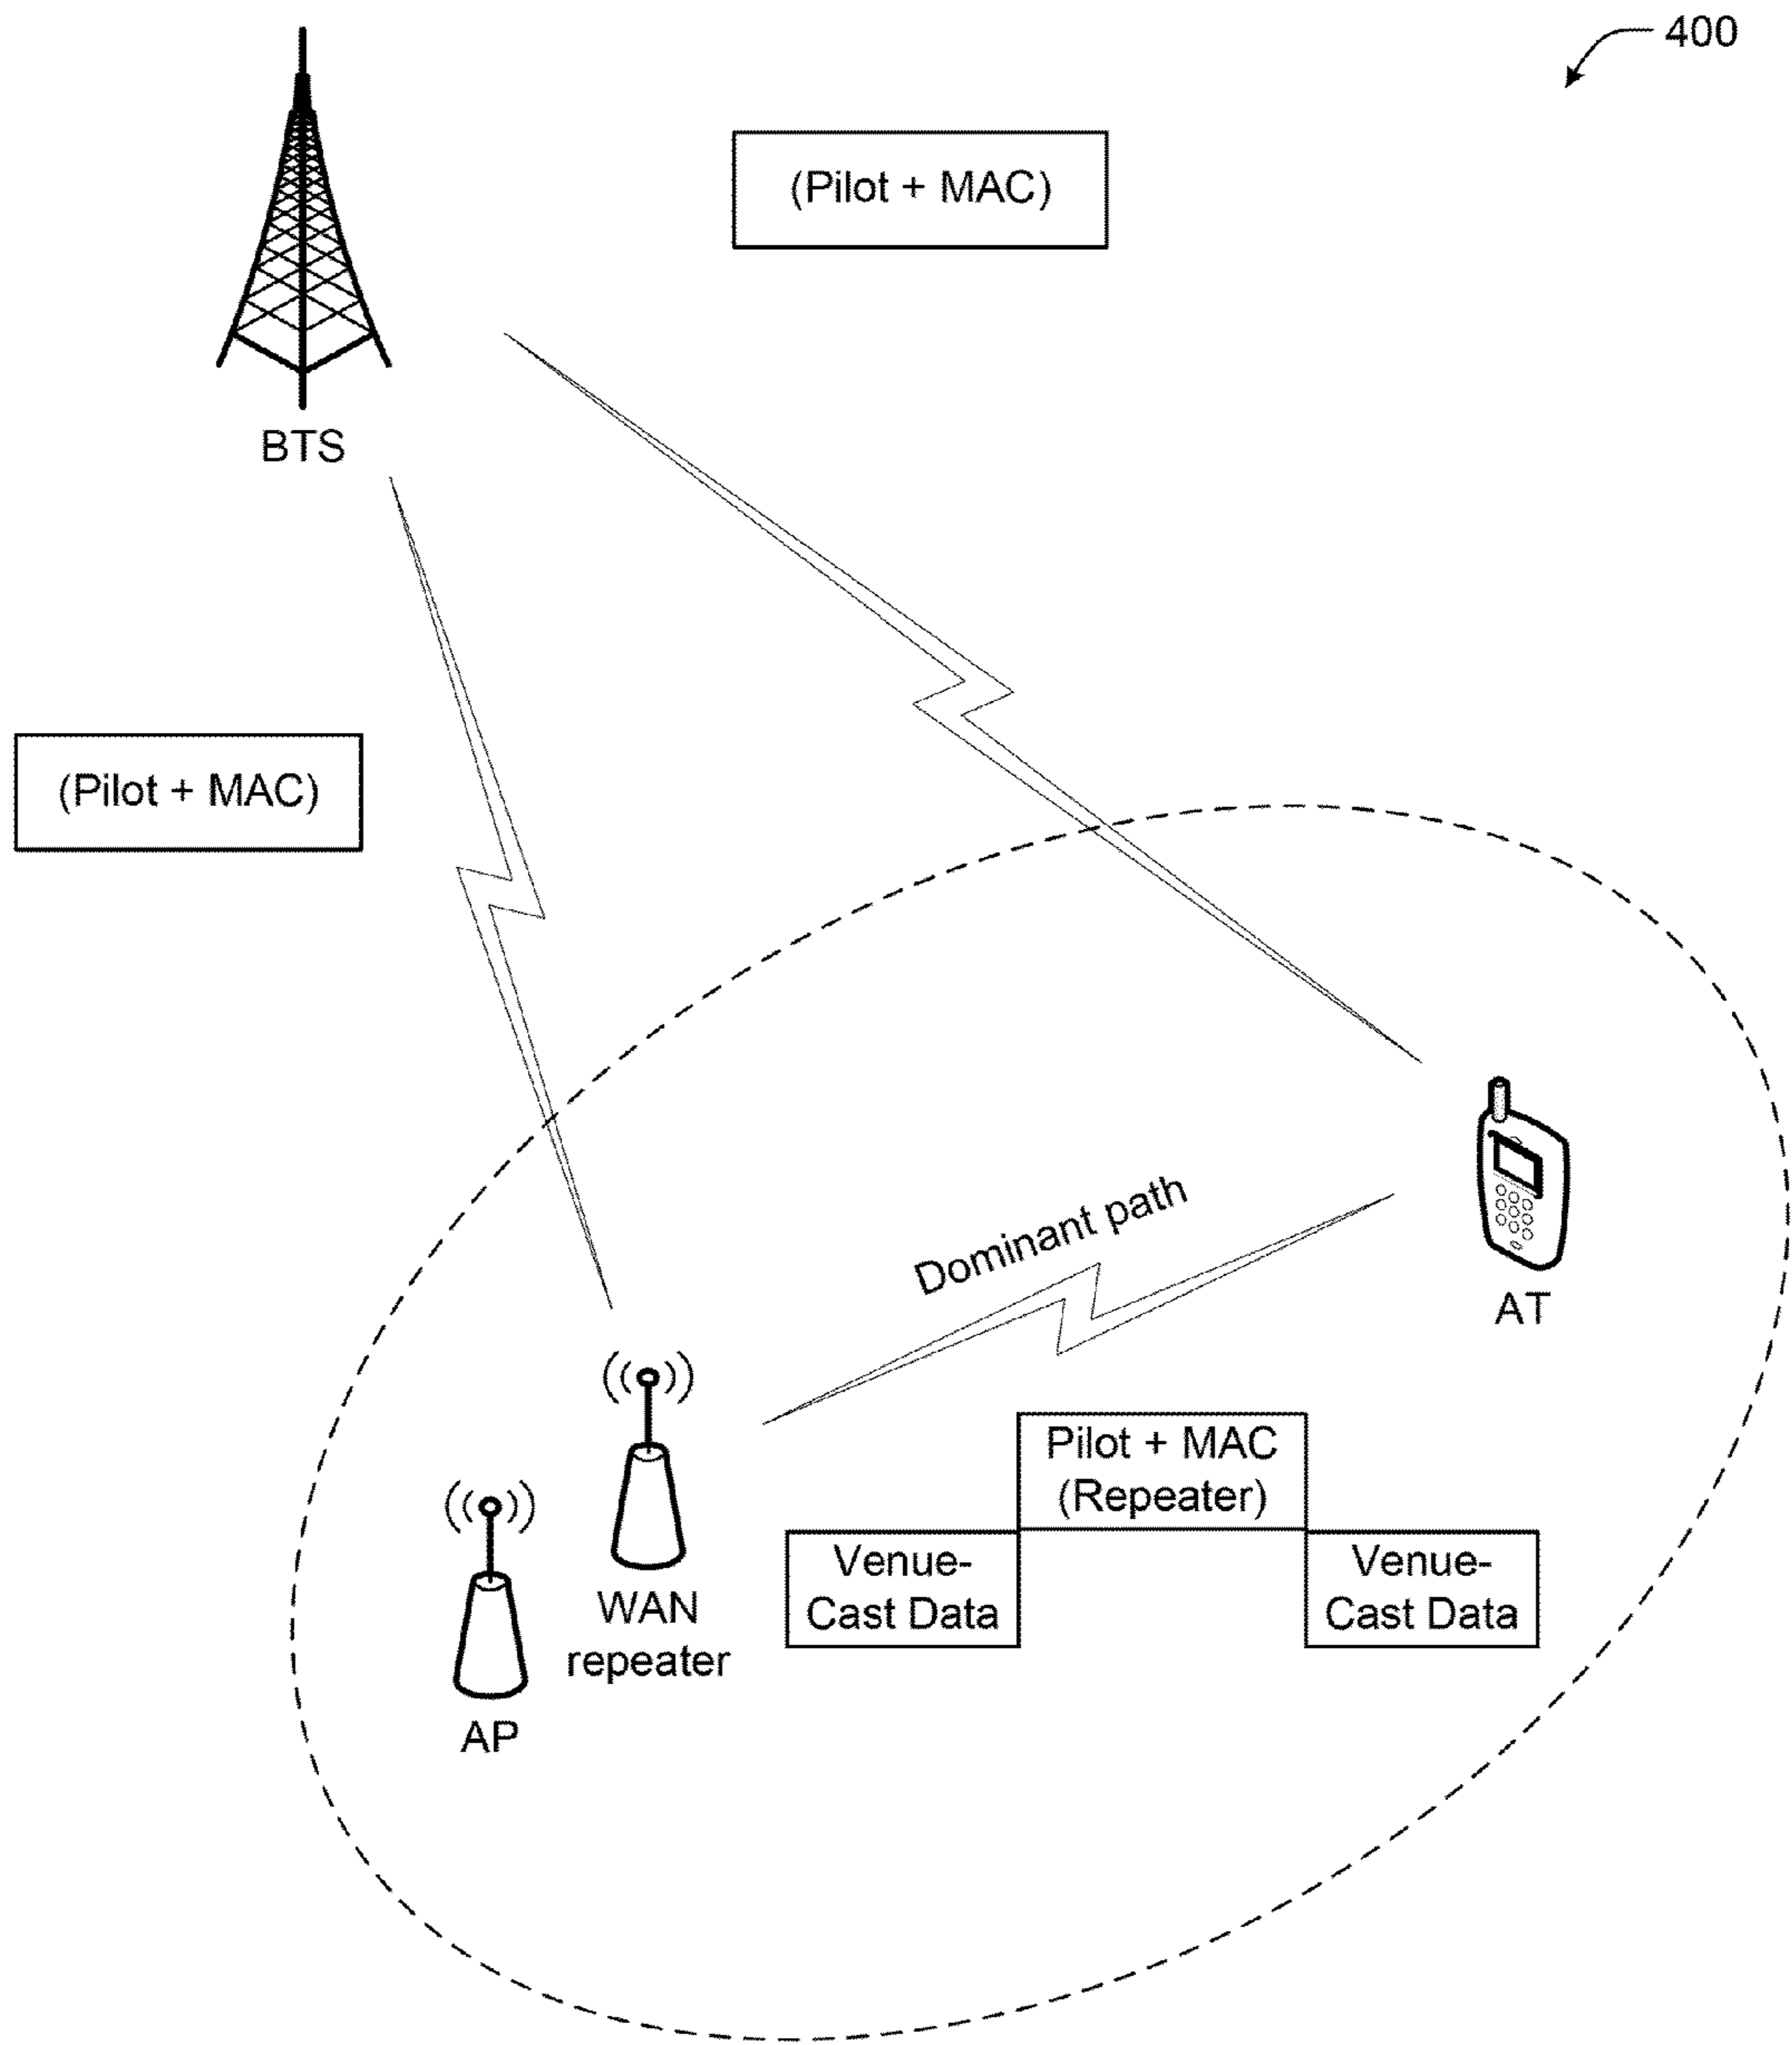 400
(Pilot + MAC)
BTS
(Pilot + MAC)
Dominant path
AT
Pilot + MAC
(Repeater)
Venue-
Cast Data
Venue-
Cast Data
WAN
repeater
AP